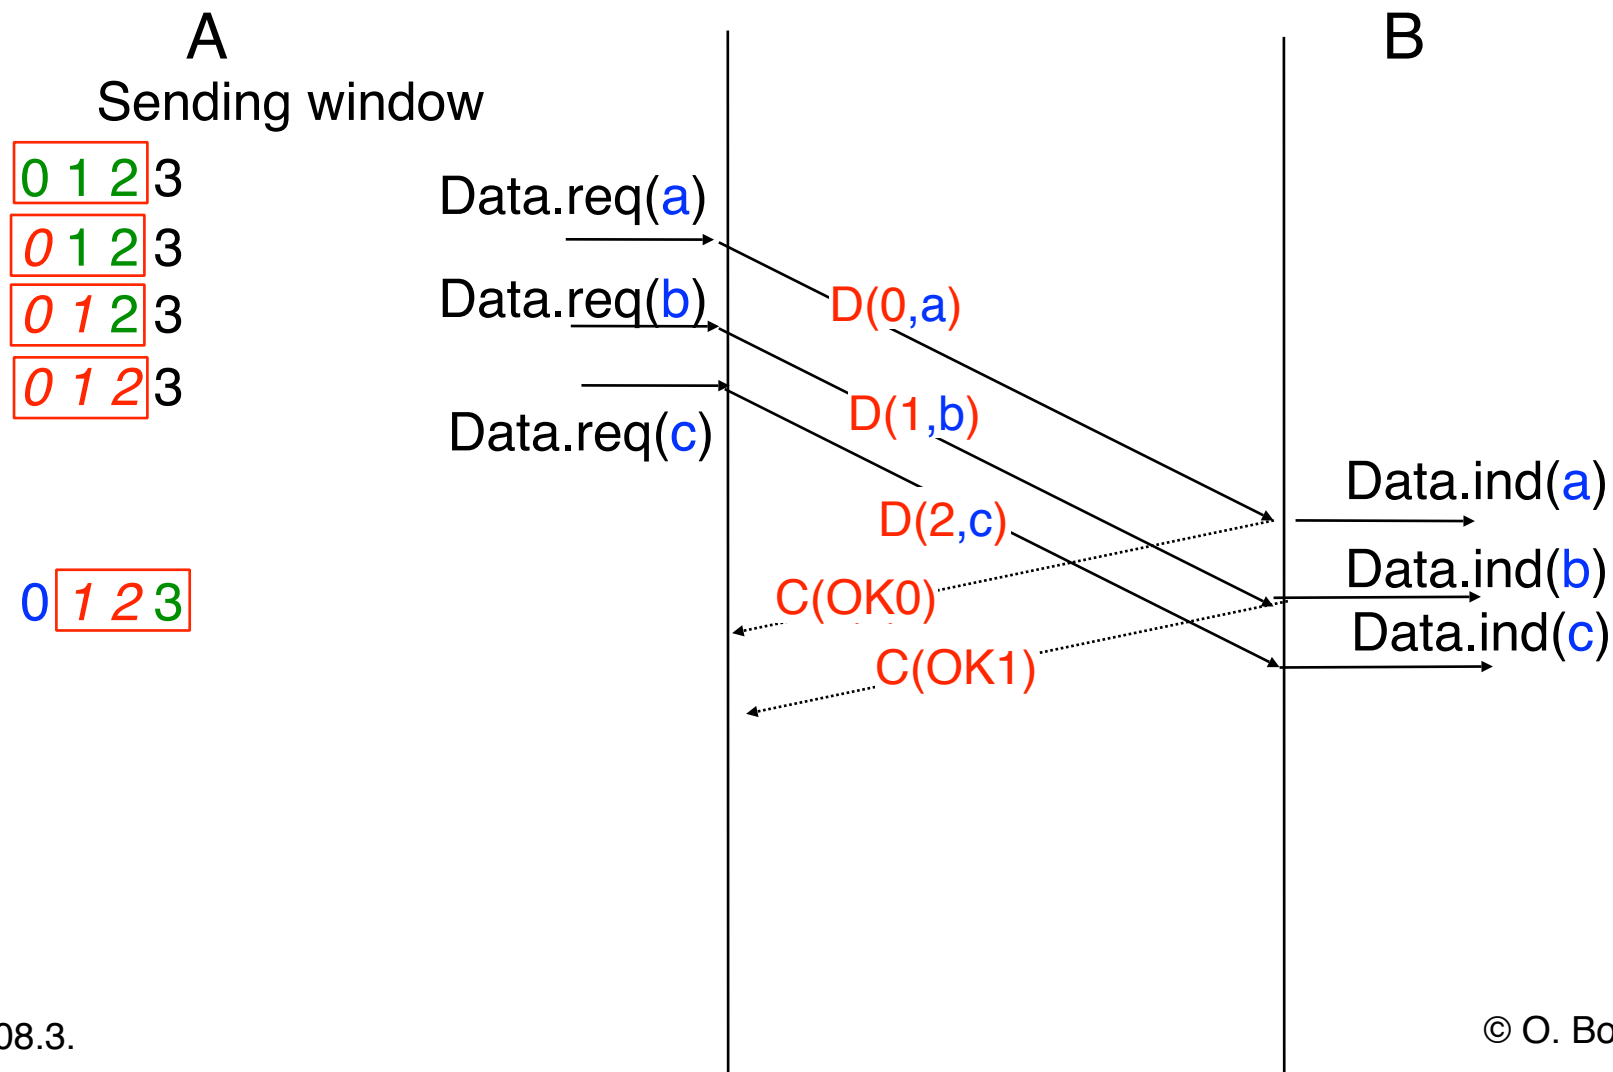 A
B
Sending window
0 1 2 3
Data.req(a)
0 1 2 3
Data.req(b)
D(0,a)
0 1 2 3
0 1 2 3
D(1,b)
Data.req(c)
Data.ind(a)
D(2,c)
Data.ind(b)
0 1 2 3
C(OK0)
Data.ind(c)
C(OK1)
08.3.
© O. Bo